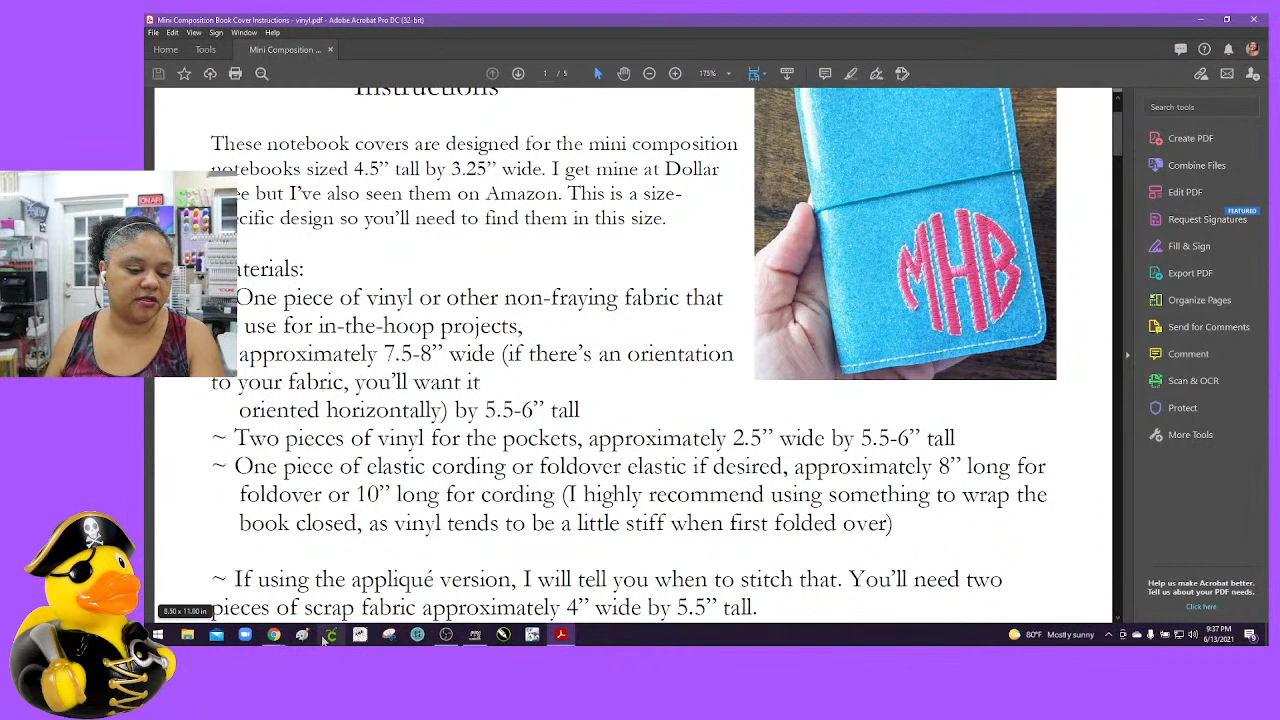 Mini Composition Book Cover Instructions - vinyl.pdf - Adobe Acrobat Pro DC (32-bit)
File Edit View Sign Window Help
Home Tools Mini Composition ... ×
1 / 5 175%
Instructions
These notebook covers are designed for the mini composition
notebooks sized 4.5” tall by 3.25” wide. I get mine at Dollar
but I’ve also seen them on Amazon. This is a size-
design so you’ll need to find them in this size.
ON AIR
One piece of vinyl or other non-fraying fabric that
use for in-the-hoop projects,
approximately 7.5-8” wide (if there’s an orientation
to your fabric, you’ll want it
oriented horizontally) by 5.5-6” tall
~ Two pieces of vinyl for the pockets, approximately 2.5” wide by 5.5-6” tall
~ One piece of elastic cording or foldover elastic if desired, approximately 8” long for
foldover or 10” long for cording (I highly recommend using something to wrap the
book closed, as vinyl tends to be a little stiff when first folded over)
~ If using the appliqué version, I will tell you when to stitch that. You’ll need two
pieces of scrap fabric approximately 4” wide by 5.5” tall.
8.50 x 11.00 in
MHB
Search tools
Create PDF
Combine Files
Edit PDF
FEATURED
Request Signatures
Fill & Sign
Export PDF
Organize Pages
Send for Comments
Comment
Scan & OCR
Protect
More Tools
Help us make Acrobat better.
Tell us about your PDF needs.
Click here
80°F Mostly sunny
9:37 PM
6/13/2021